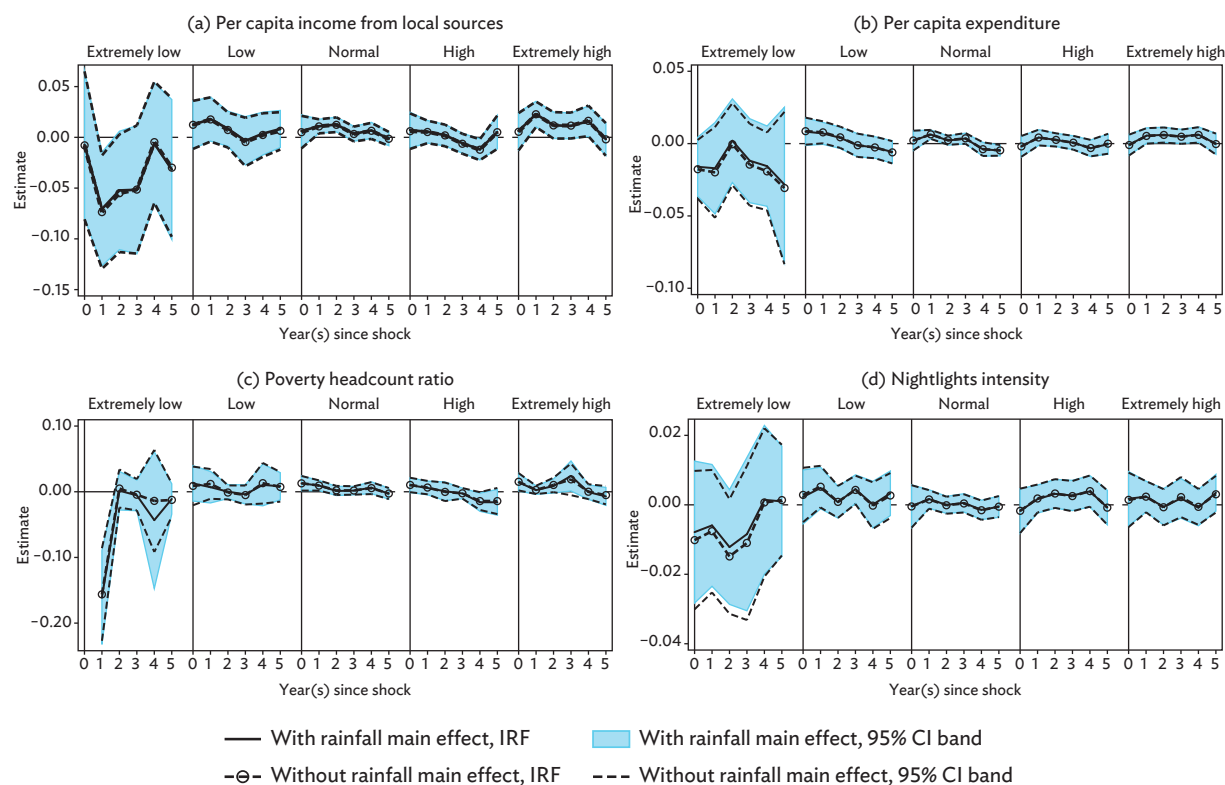 (a) Per capita income from local sources
Extremely low Low Normal High Extremely high
Estimate
0.05
0.00
−0.05
−0.10
−0.15
0 1 2 3 4 5 0 1 2 3 4 5 0 1 2 3 4 5 0 1 2 3 4 5 0 1 2 3 4 5
Year(s) since shock
(b) Per capita expenditure
Extremely low Low Normal High Extremely high
Estimate
0.05
0.00
−0.05
−0.10
0 1 2 3 4 5 0 1 2 3 4 5 0 1 2 3 4 5 0 1 2 3 4 5 0 1 2 3 4 5
Year(s) since shock
(c) Poverty headcount ratio
Extremely low Low Normal High Extremely high
Estimate
0.10
0.00
−0.10
−0.20
0 1 2 3 4 5 0 1 2 3 4 5 0 1 2 3 4 5 0 1 2 3 4 5 0 1 2 3 4 5
Year(s) since shock
(d) Nightlights intensity
Extremely low Low Normal High Extremely high
Estimate
0.02
0.00
−0.02
−0.04
0 1 2 3 4 5 0 1 2 3 4 5 0 1 2 3 4 5 0 1 2 3 4 5 0 1 2 3 4 5
Year(s) since shock
With rainfall main effect, IRF With rainfall main effect, 95% CI band
Without rainfall main effect, IRF Without rainfall main effect, 95% CI band